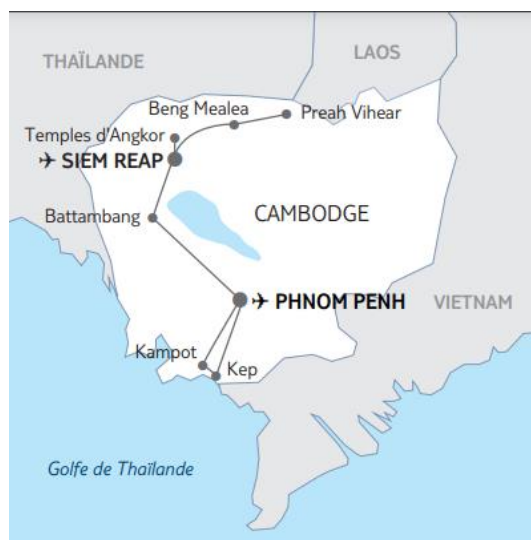 THAÏLANDE
LAOS
Beng Mealea
Preah Vihear
Temples d'Angkor
✈ SIEM REAP
Battambang
CAMBODGE
✈ PHNOM PENH
VIETNAM
Kampot
Kep
Golfe de Thaïlande